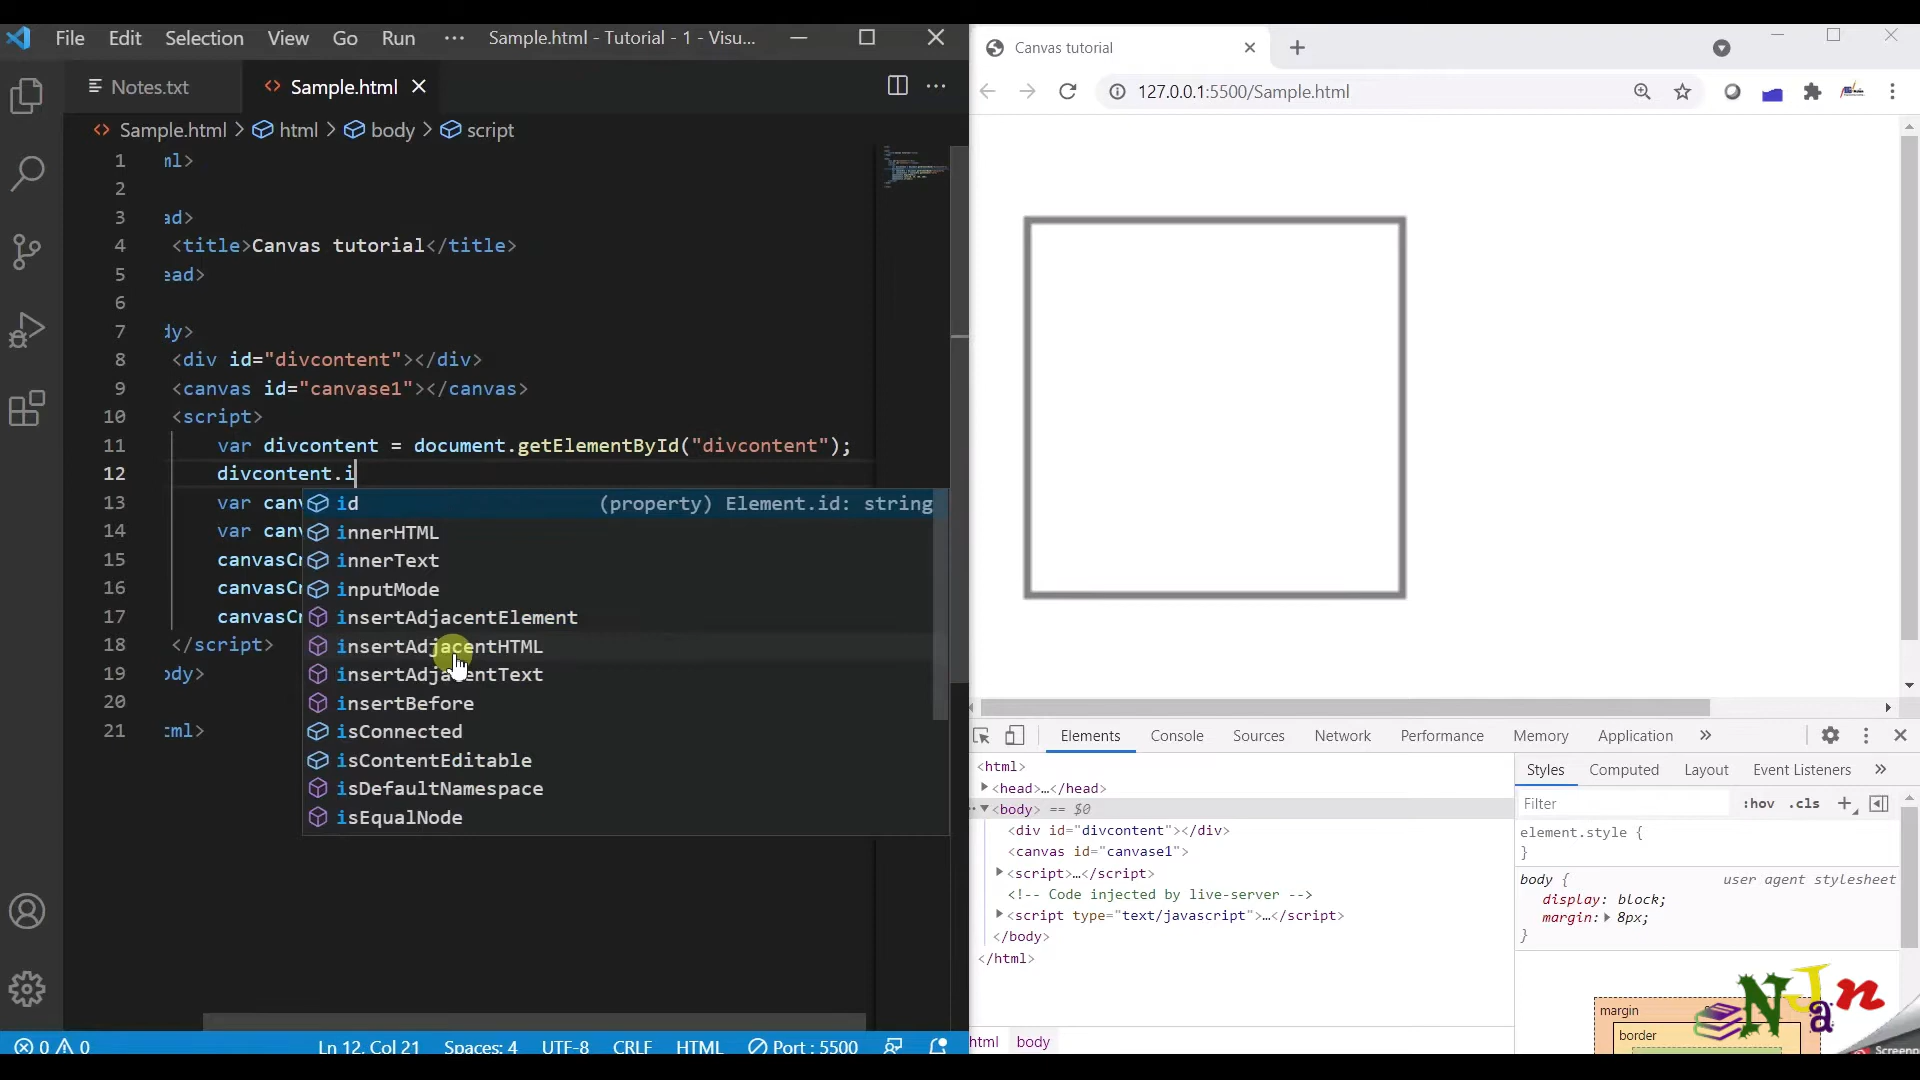 File Edit Selection View Go Run ··· Sample.html - Tutorial - 1 - Visu...
Notes.txt
Sample.html
Sample.html > html > body > script
1 ml>
2
3 ad>
4 <title>Canvas tutorial</title>
5 ead>
6
7 dy>
8 <div id="divcontent"></div>
9 <canvas id="canvase1"></canvas>
10 <script>
11 var divcontent = document.getElementById("divcontent");
12 divcontent.i
13 var can
14 var can
15 canvasC
16 canvasC
17 canvasC
18 </script>
19 ody>
20
21 tml>
id (property) Element.id: string
innerHTML
innerText
inputMode
insertAdjacentElement
insertAdjacentHTML
insertAdjacentText
insertBefore
isConnected
isContentEditable
isDefaultNamespace
isEqualNode
0 0 Ln 12, Col 21 Spaces: 4 UTF-8 CRLF HTML Port : 5500
Canvas tutorial
127.0.0.1:5500/Sample.html
Elements Console Sources Network Performance Memory Application »
<html>
<head>…</head>
<body> == $0
<div id="divcontent"></div>
<canvas id="canvase1">
<script>…</script>
<!-- Code injected by live-server -->
<script type="text/javascript">…</script>
</body>
</html>
html body
Styles Computed Layout Event Listeners »
Filter :hov .cls
element.style {
}
body { user agent stylesheet
display: block;
margin: 8px;
}
margin
border
NJan